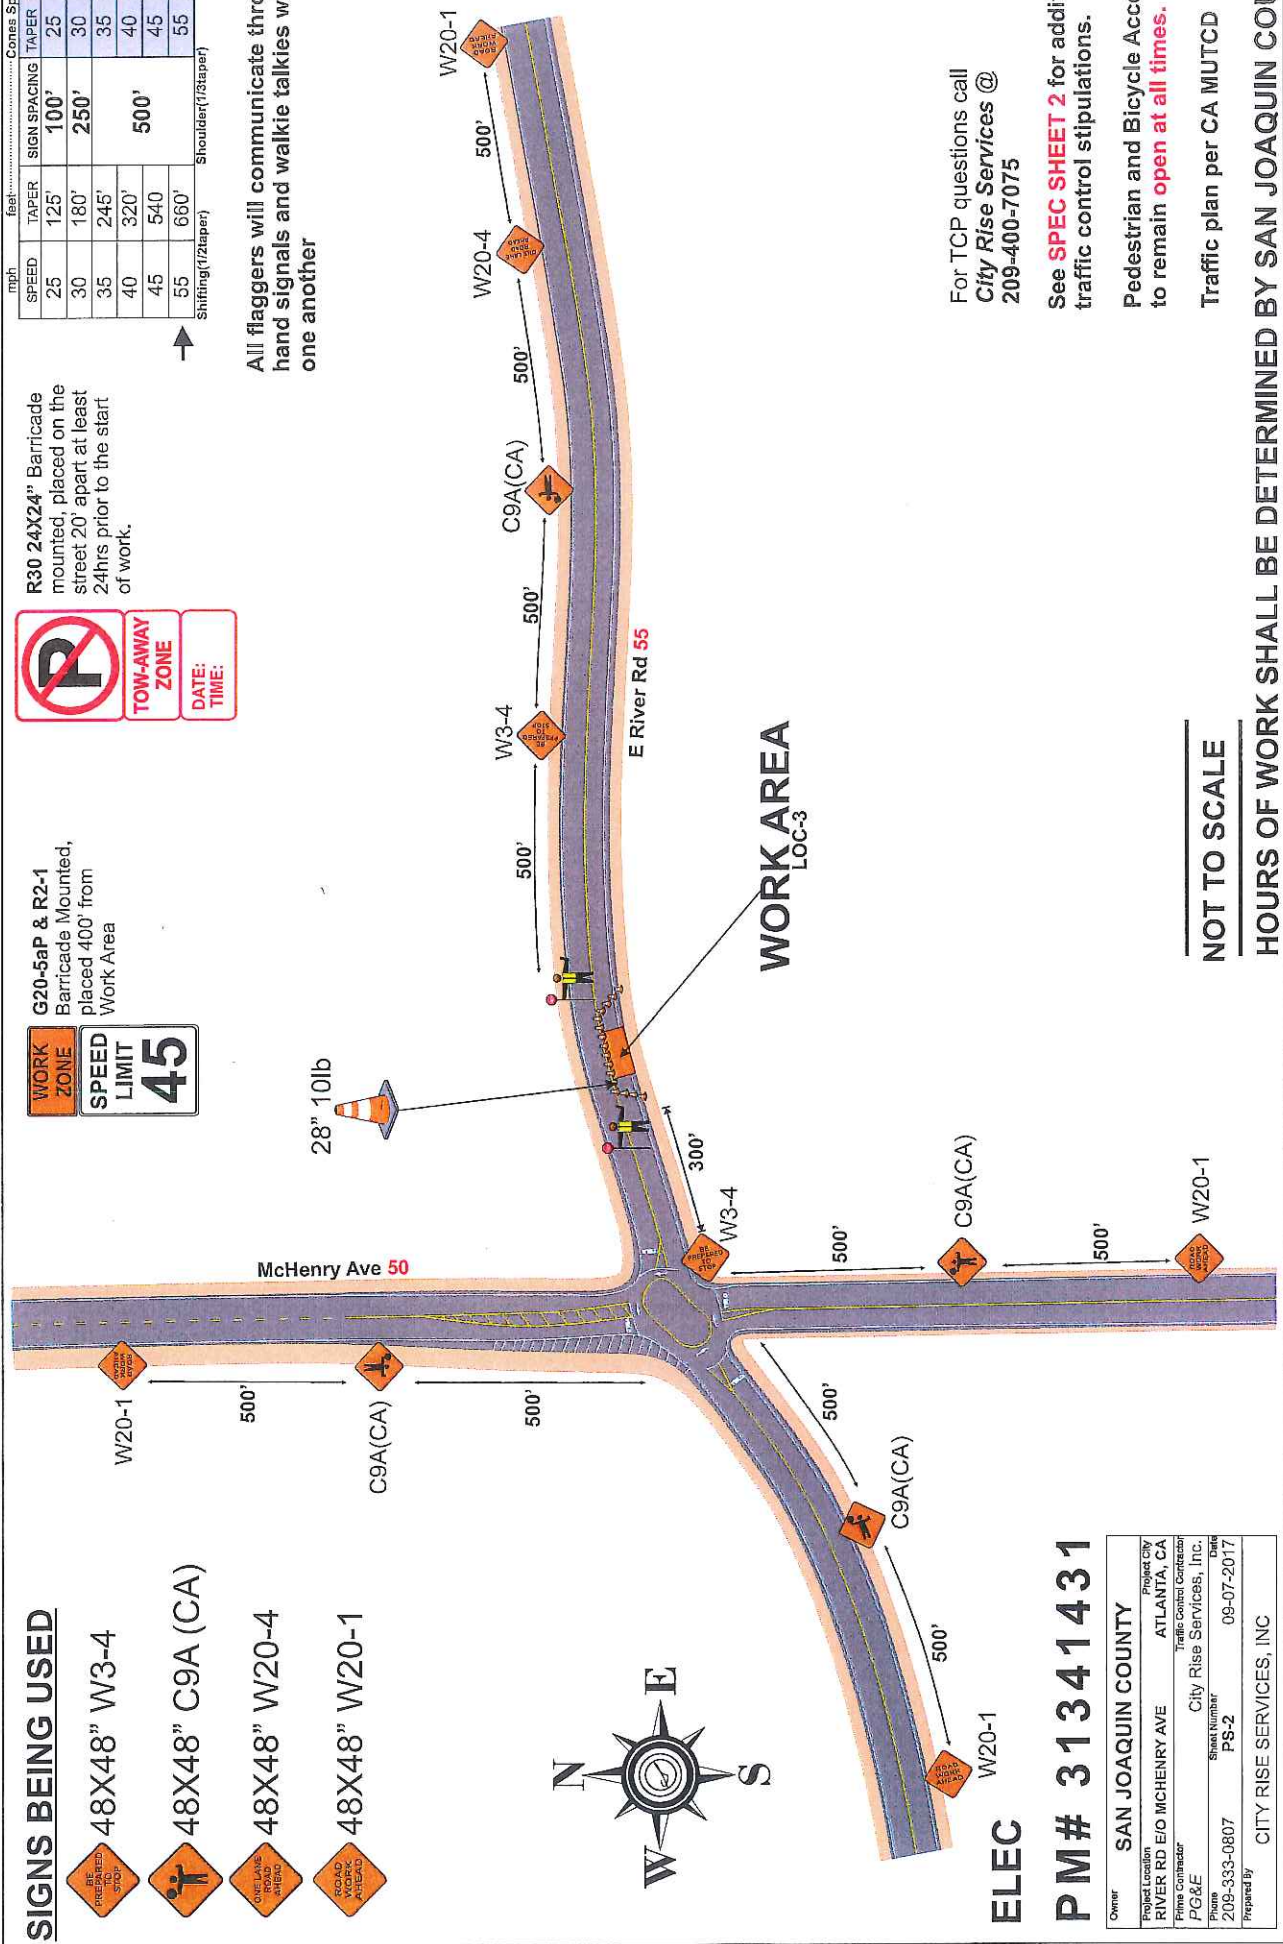 SIGNS BEING USED
BE PREPARED TO STOP
48X48" W3-4
48X48" C9A (CA)
ONE LANE ROAD AHEAD
48X48" W20-4
ROAD WORK AHEAD
48X48" W20-1
WORK
ZONE
SPEED
LIMIT
45
G20-5aP & R2-1
Barricade Mounted,
placed 400' from
Work Area
P
TOW-AWAY
ZONE
DATE:
TIME:
R30 24X24" Barricade
mounted, placed on the
street 20' apart at least
24hrs prior to the start
of work.
mph feet Cones Sp
SPEED TAPER SIGN SPACING TAPER
25 125' 100' 25
30 180' 250' 30
35 245' 35
40 320' 500' 40
45 540 45
55 660' 55
Shifting(1/2taper) Shoulder(1/3taper)
All flaggers will communicate thro
hand signals and walkie talkies w
one another
W20-1
500'
C9A(CA)
500'
McHenry Ave 50
28" 10lb
500'
W3-4
500'
C9A(CA)
500'
W20-4
500'
W20-1
E River Rd 55
WORK AREA
LOC-3
300'
W3-4
500'
C9A(CA)
500'
W20-1
500'
C9A(CA)
500'
W20-1
N
W E
S
For TCP questions call
City Rise Services @
209-400-7075
See SPEC SHEET 2 for addi
traffic control stipulations.
Pedestrian and Bicycle Acc
to remain open at all times.
Traffic plan per CA MUTCD
NOT TO SCALE
HOURS OF WORK SHALL BE DETERMINED BY SAN JOAQUIN COU
ELEC
PM# 31341431
Owner
SAN JOAQUIN COUNTY
Project Location Project City
RIVER RD E/O MCHENRY AVE ATLANTA, CA
Prime Contractor Traffic Control Contractor
PG&E City Rise Services, Inc.
Phone Sheet Number Date
209-333-0807 PS-2 09-07-2017
Prepared By
CITY RISE SERVICES, INC